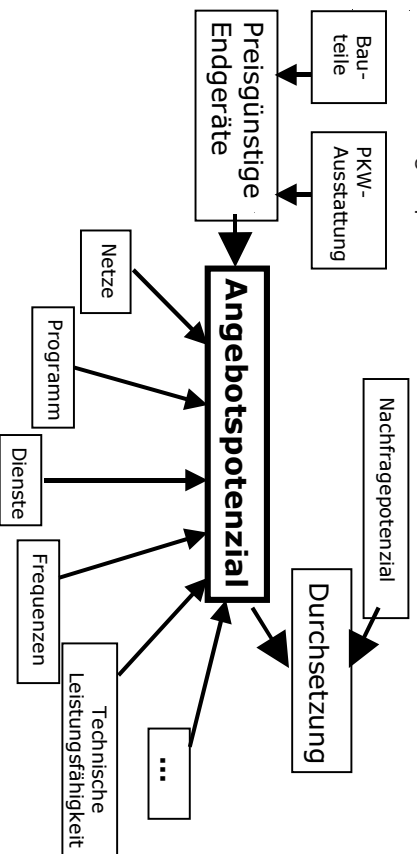 Bau-
teile
PKW-
Ausstattung
Nachfragepotenzial
Preisgünstige
Endgeräte
Angebotspotenzial
Durchsetzung
Netze
Programm
Dienste
Frequenzen
Technische
Leistungsfähigkeit
...